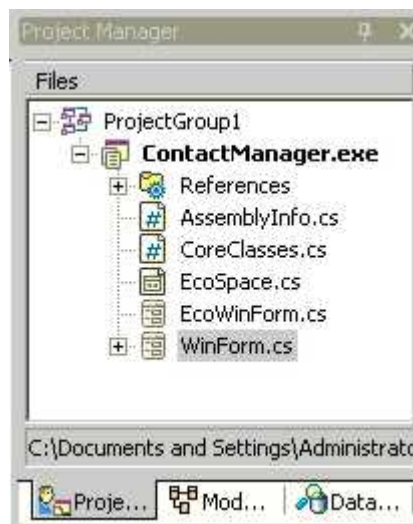 Project Manager
Files
ProjectGroup1
ContactManager.exe
References
AssemblyInfo.cs
CoreClasses.cs
EcoSpace.cs
EcoWinForm.cs
WinForm.cs
C:\Documents and Settings\Administrato
Proje... Mod... Data...